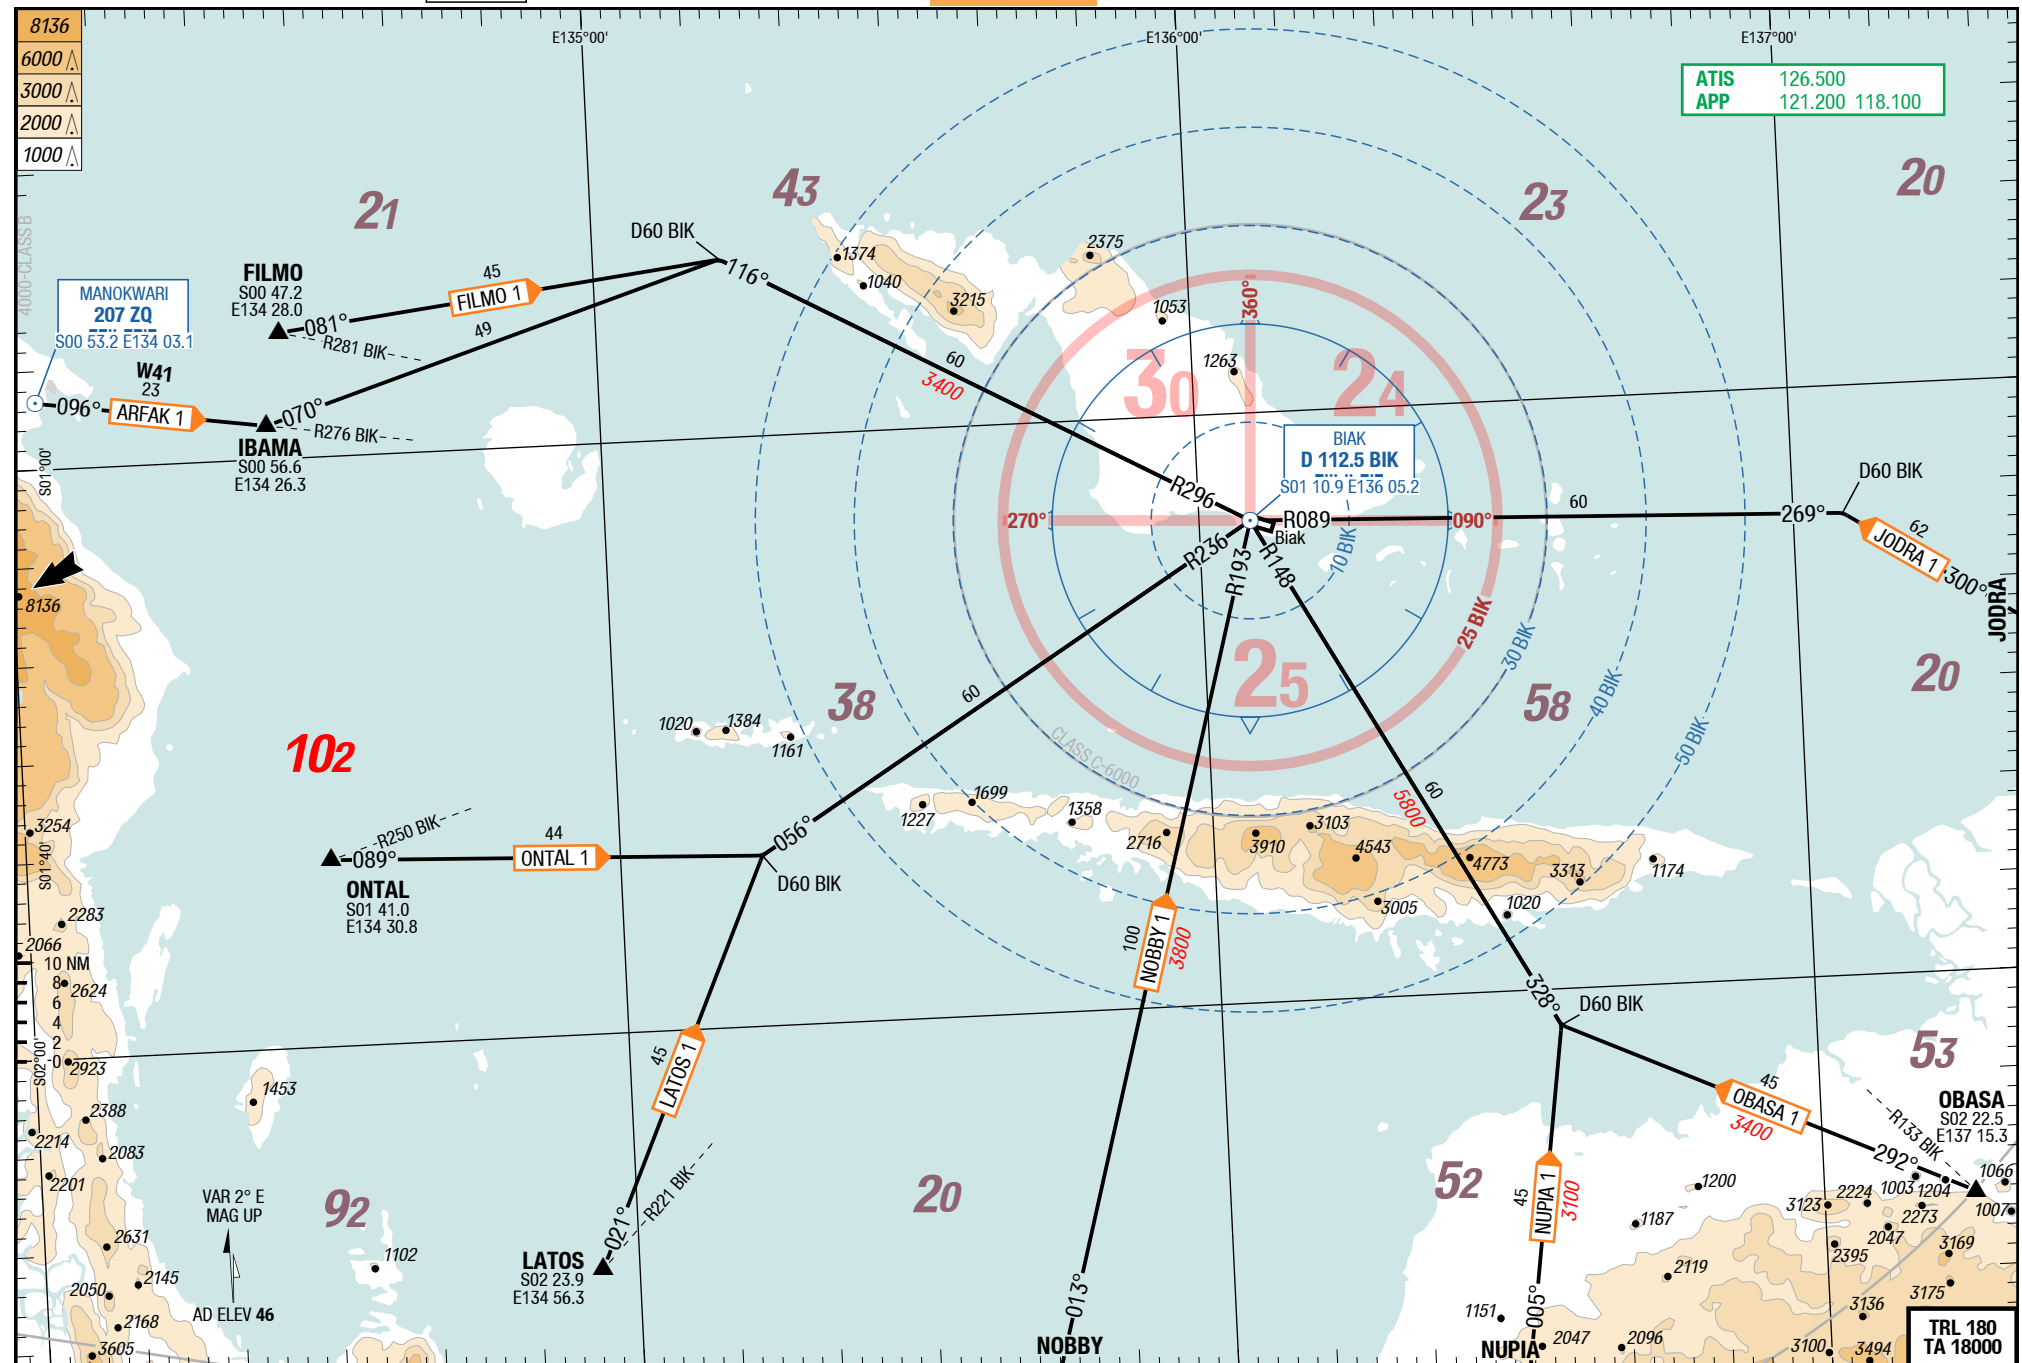 8136
6000
3000
2000
1000
E135°00'
E136°00'
E137°00'
ATIS 126.500
APP 121.200 118.100
21
43
23
20
4000-CLASS B
MANOKWARI
207 ZQ
S00 53.2 E134 03.1
FILMO
S00 47.2
E134 28.0
081°
45
FILMO 1
R281 BIK
49
D60 BIK
116°
60
3400
W41
23
096°
ARFAK 1
070°
R276 BIK
IBAMA
S00 56.6
E134 26.3
S01°00'
1374
1040
3215
2375
1053
1263
360°
30
24
BIAK
D 112.5 BIK
S01 10.9 E136 05.2
270°
090°
R296
R089
Biak
R236
R193
R148
10 BIK
25 BIK
30 BIK
40 BIK
50 BIK
25
60
269°
D60 BIK
62
JODRA 1
300°
JODRA
8136
102
38
58
20
1020
1384
1161
60
CLASS C-6000
60
5800
3254
S01°40'
R250 BIK
089°
44
ONTAL 1
ONTAL
S01 41.0
E134 30.8
056°
D60 BIK
1227
1699
1358
2716
3910
3103
4543
4773
3313
1174
3005
1020
2283
2066
10 NM
8
6
4
2
0
2624
S02°00'
2923
100
NOBBY 1
3800
328°
D60 BIK
45
LATOS 1
53
45
OBASA 1
3400
OBASA
S02 22.5
E137 15.3
R133 BIK
292°
1453
2388
2214
2083
2201
92
20
52
VAR 2° E
MAG UP
AD ELEV 46
2631
2145
2050
2168
3605
1102
021°
R221 BIK
LATOS
S02 23.9
E134 56.3
013°
NOBBY
45
NUPIA 1
3100
005°
NUPIA
1200
1187
2119
1151
2047
2096
3123
2224
1003
1204
1066
1007
2273
2047
2395
3169
3175
3136
3100
3494
TRL 180
TA 18000